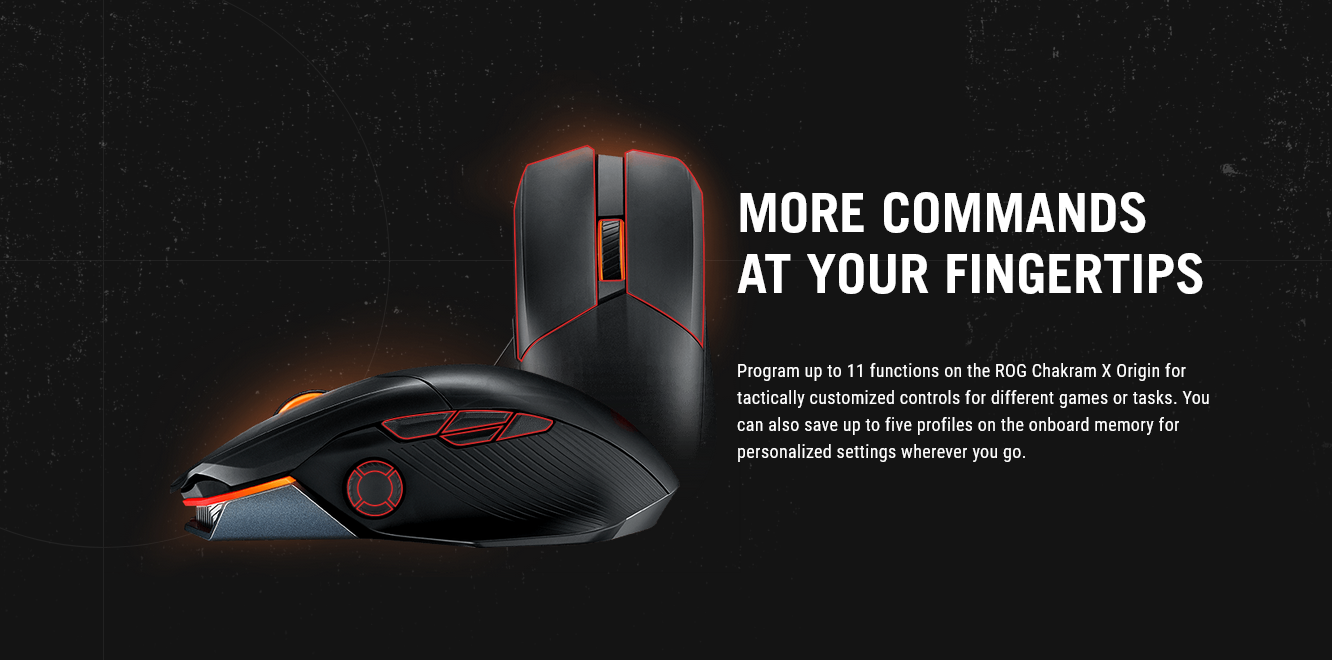 MORE COMMANDS
AT YOUR FINGERTIPS
Program up to 11 functions on the ROG Chakram X Origin for
tactically customized controls for different games or tasks. You
can also save up to five profiles on the onboard memory for
personalized settings wherever you go.